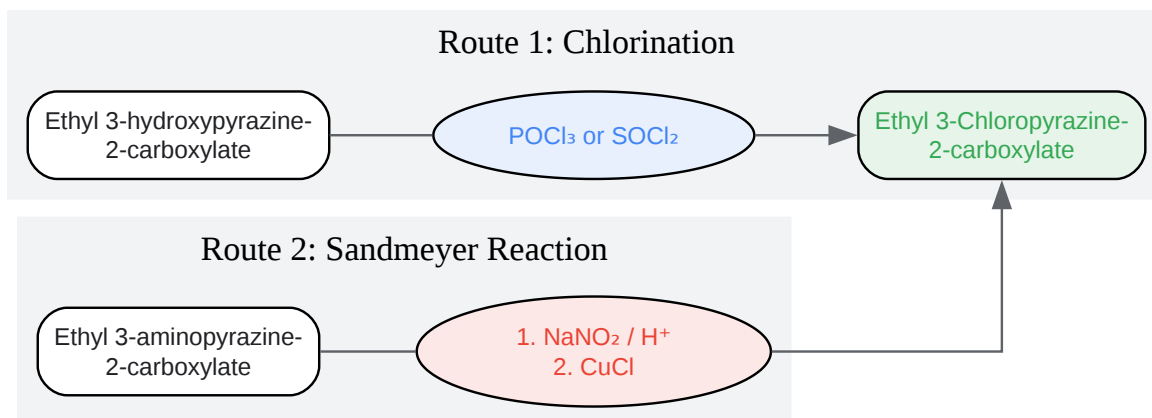 Route 1: Chlorination
Ethyl 3-hydroxypyrazine-
2-carboxylate
POCl₃ or SOCl₂
Ethyl 3-Chloropyrazine-
2-carboxylate
Route 2: Sandmeyer Reaction
Ethyl 3-aminopyrazine-
2-carboxylate
1. NaNO₂ / H⁺
2. CuCl